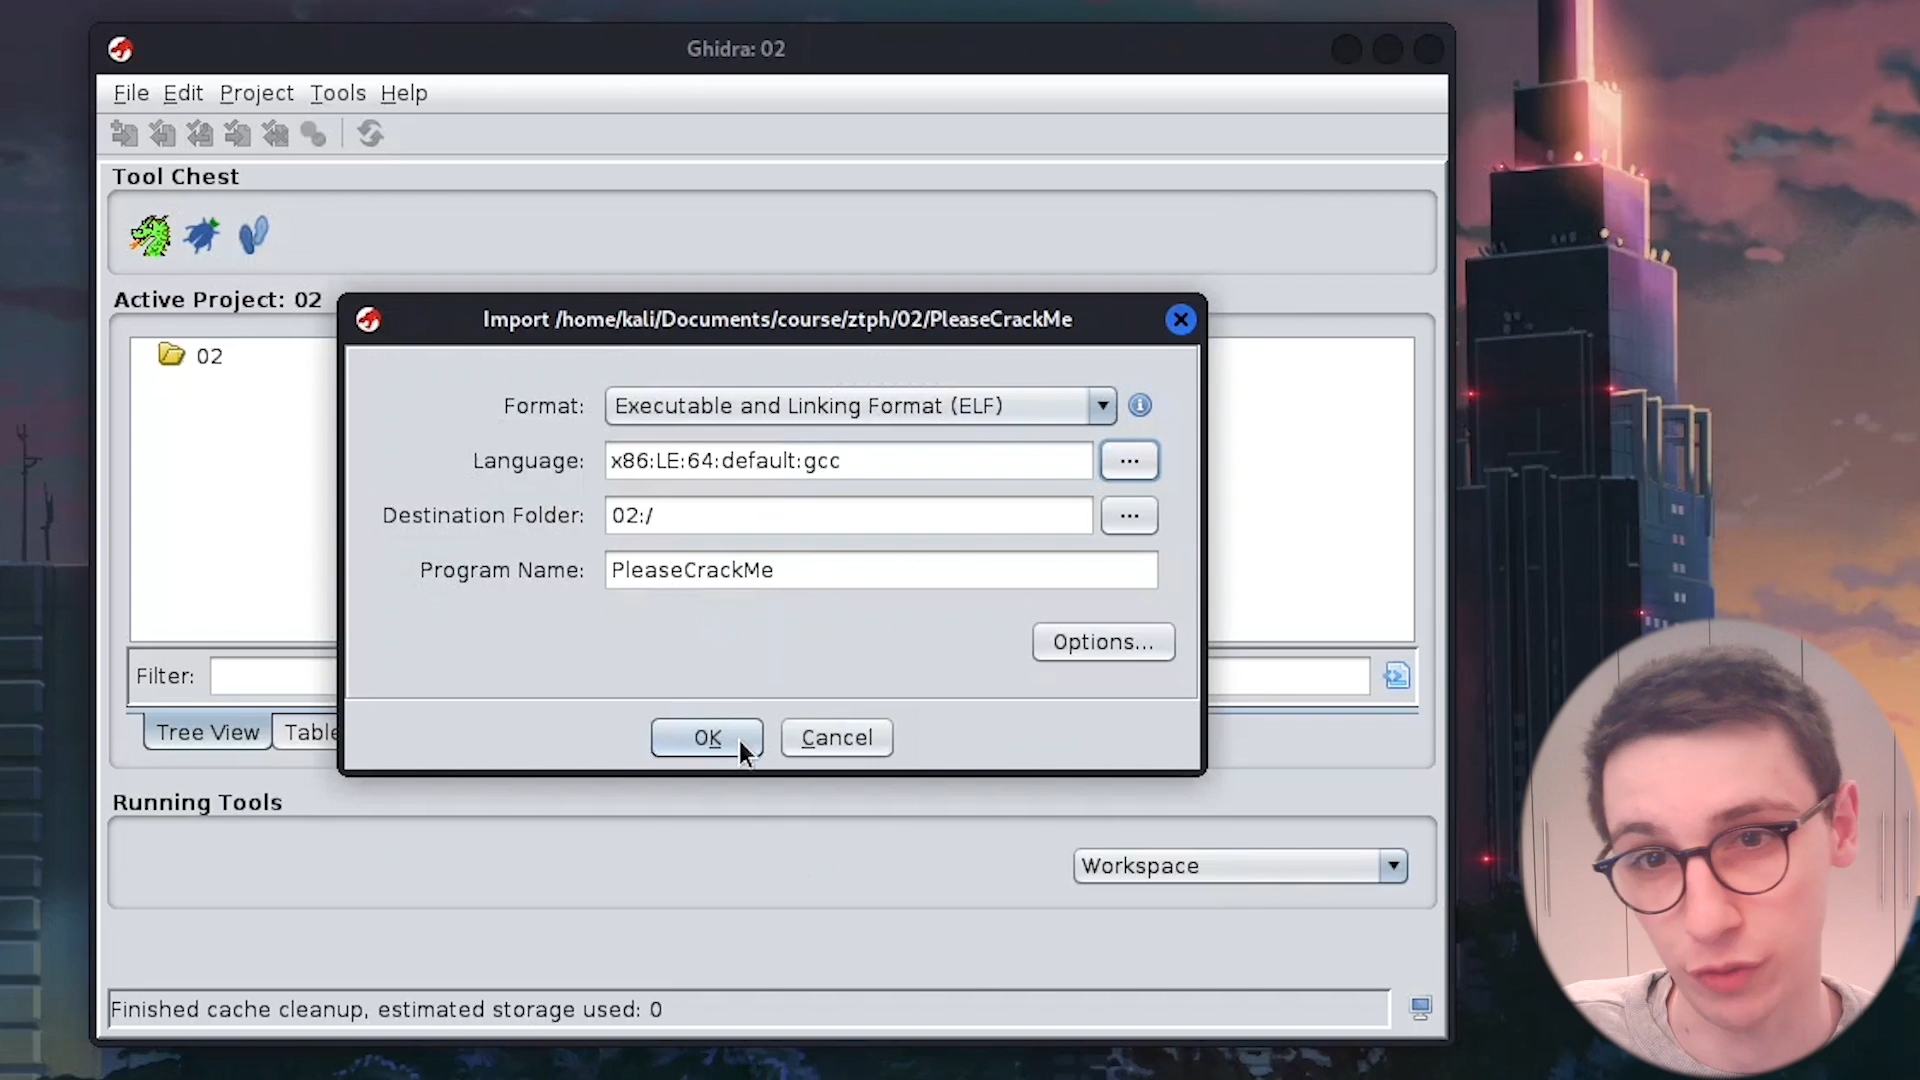 Ghidra: 02
File Edit Project Tools Help
Tool Chest
Active Project: 02
02
Import /home/kali/Documents/course/ztph/02/PleaseCrackMe
Format: Executable and Linking Format (ELF)
Language: x86:LE:64:default:gcc ...
Destination Folder: 02:/ ...
Program Name: PleaseCrackMe
Options...
OK Cancel
Filter:
Tree View Table
Running Tools
Workspace
Finished cache cleanup, estimated storage used: 0